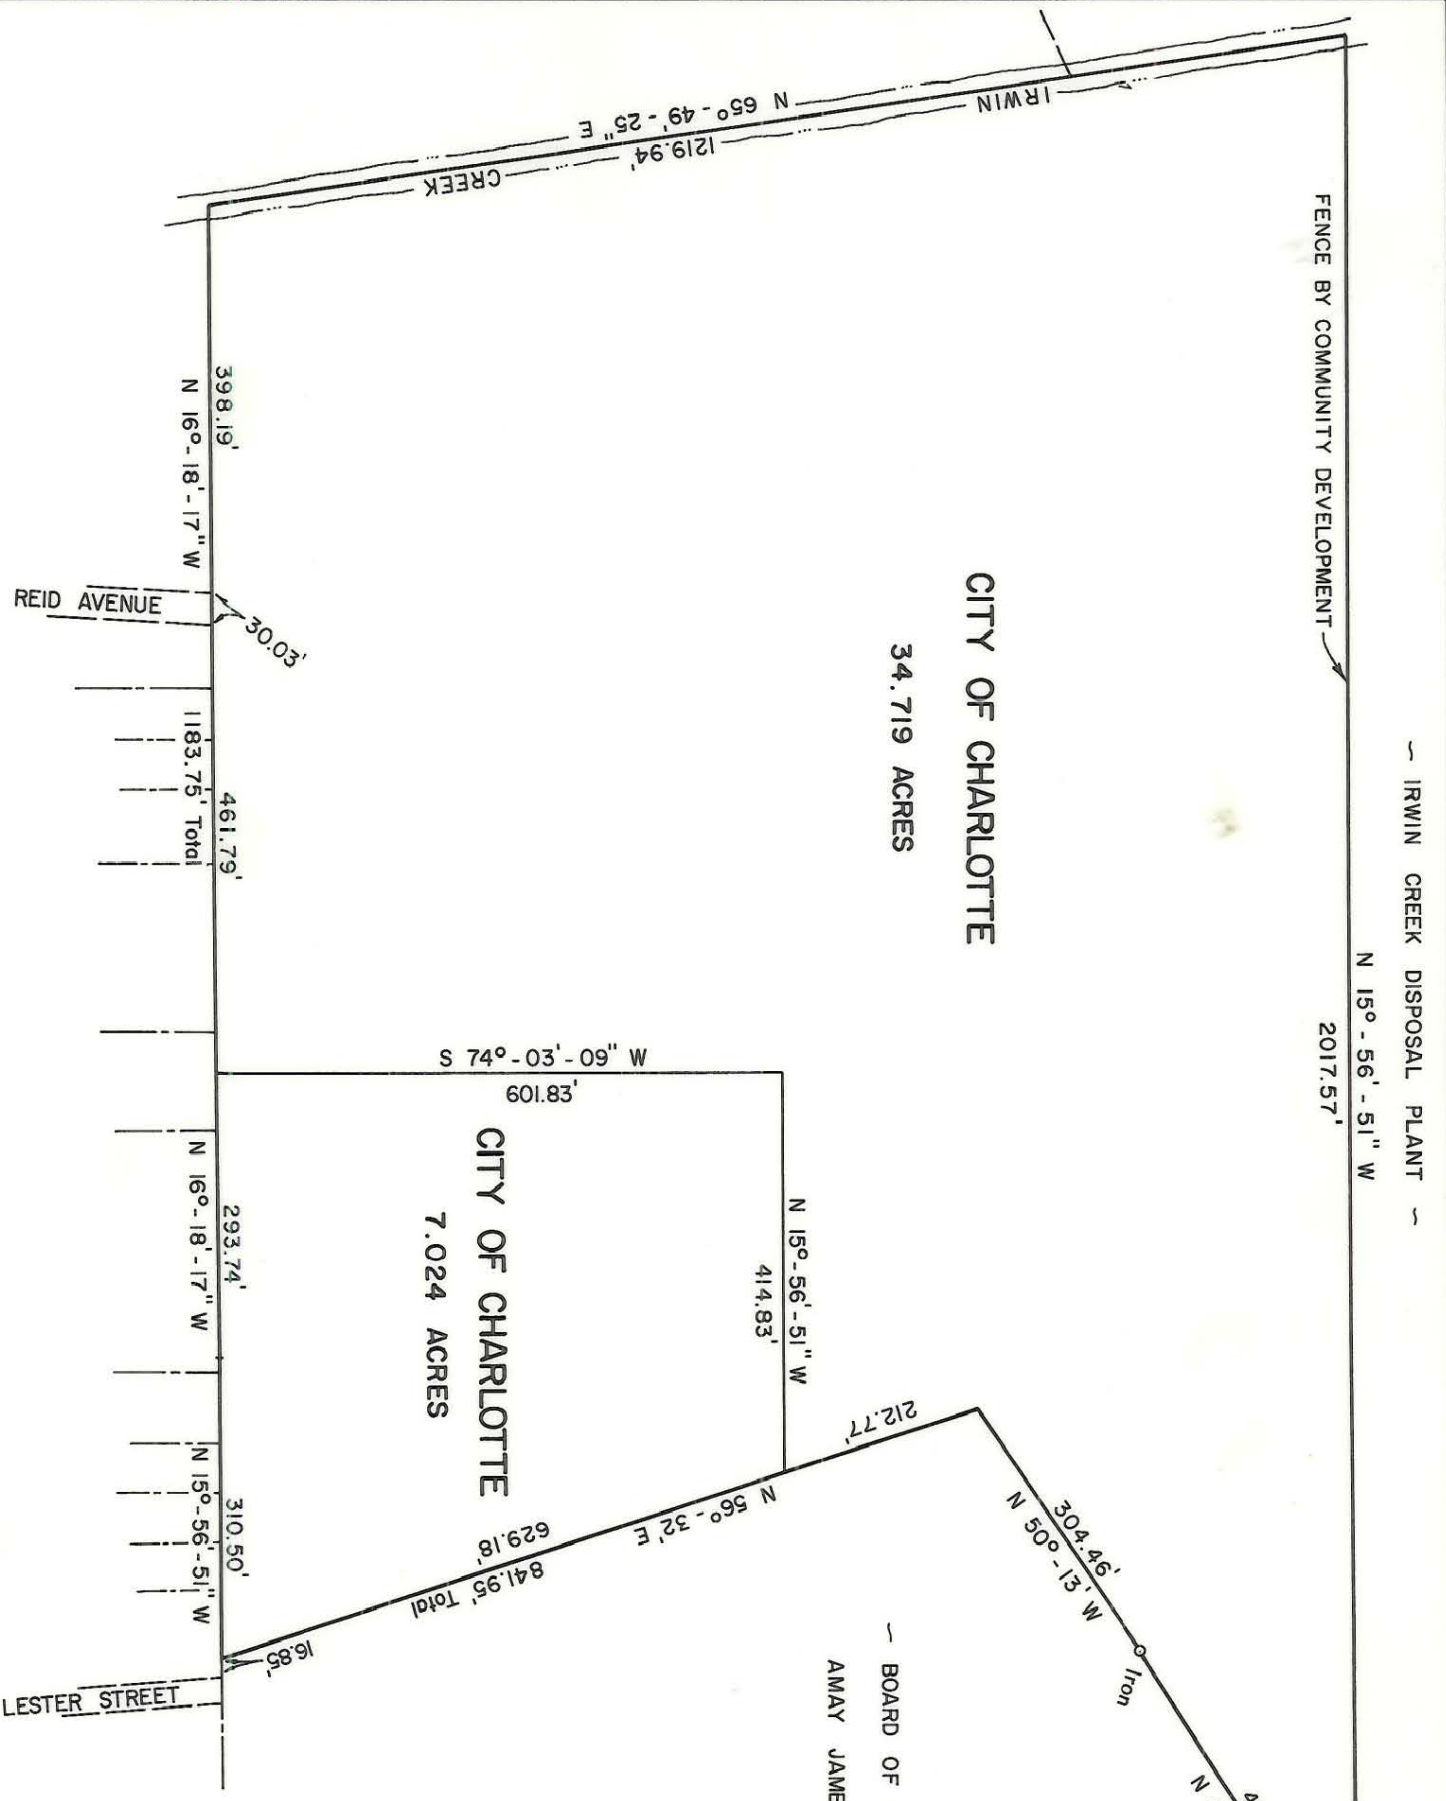 ~ IRWIN CREEK DISPOSAL PLANT ~
N 15° - 56' - 51" W
2017.57'
FENCE BY COMMUNITY DEVELOPMENT
IRWIN
CREEK
N 65° - 49' - 25" E
1219.94'
CITY OF CHARLOTTE
34.719 ACRES
398.19'
N 16° - 18' - 17" W
REID AVENUE
30.03'
1183.75' Total
461.79'
S 74° - 03' - 09" W
601.83'
N 15° - 56' - 51" W
414.83'
CITY OF CHARLOTTE
7.024 ACRES
293.74'
N 16° - 18' - 17" W
310.50'
N 15° - 56' - 51" W
212.77'
N 56° - 32' E
629.18'
841.95' Total
16.85'
LESTER STREET
304.46'
N 50° - 13' W
Iron
N
~ BOARD OF
AMAY JAME